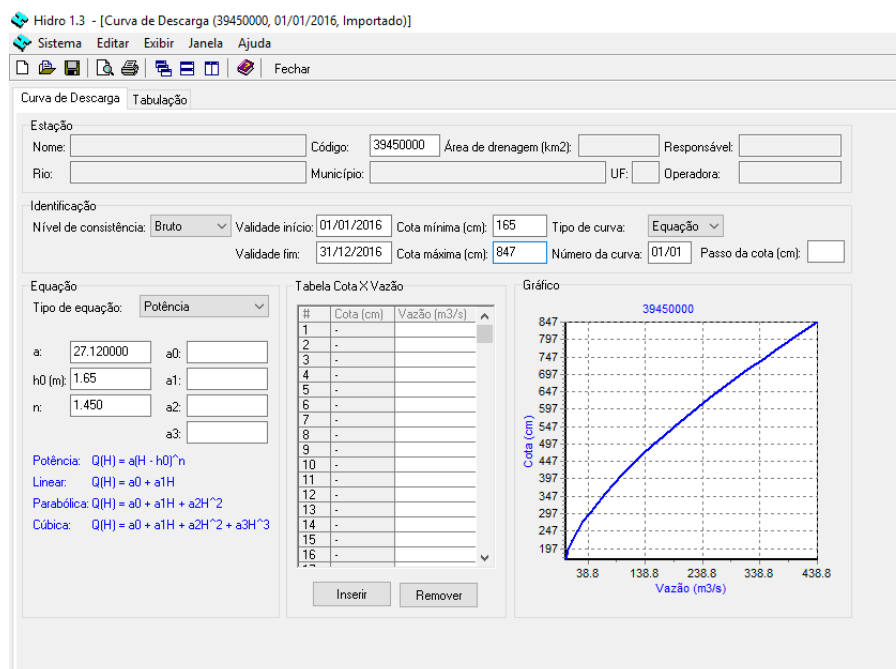 Hidro 1.3 - [Curva de Descarga (39450000, 01/01/2016, Importado)]
Sistema Editar Exibir Janela Ajuda
Fechar
Curva de Descarga Tabulação
Estação
Nome: Código: 39450000 Área de drenagem (km2): Responsável:
Rio: Município: UF: Operadora:
Identificação
Nível de consistência: Bruto Validade início: 01/01/2016 Cota mínima (cm): 165 Tipo de curva: Equação
Validade fim: 31/12/2016 Cota máxima (cm): 847 Número da curva: 01/01 Passo da cota (cm):
Equação
Tipo de equação: Potência
a: 27.120000 a0:
h0 (m): 1.65 a1:
n: 1.450 a2:
a3:
Potência: Q(H) = a(H - h0)^n
Linear: Q(H) = a0 + a1H
Parabólica: Q(H) = a0 + a1H + a2H^2
Cúbica: Q(H) = a0 + a1H + a2H^2 + a3H^3
Tabela Cota X Vazão
# Cota (cm) Vazão (m3/s)
1 -
2 -
3 -
4 -
5 -
6 -
7 -
8 -
9 -
10 -
11 -
12 -
13 -
14 -
15 -
16 -
Inserir Remover
Gráfico
39450000
847
797
747
697
647
597
547
497
447
397
347
297
247
197
Cota (cm)
38.8 138.8 238.8 338.8 438.8
Vazão (m3/s)